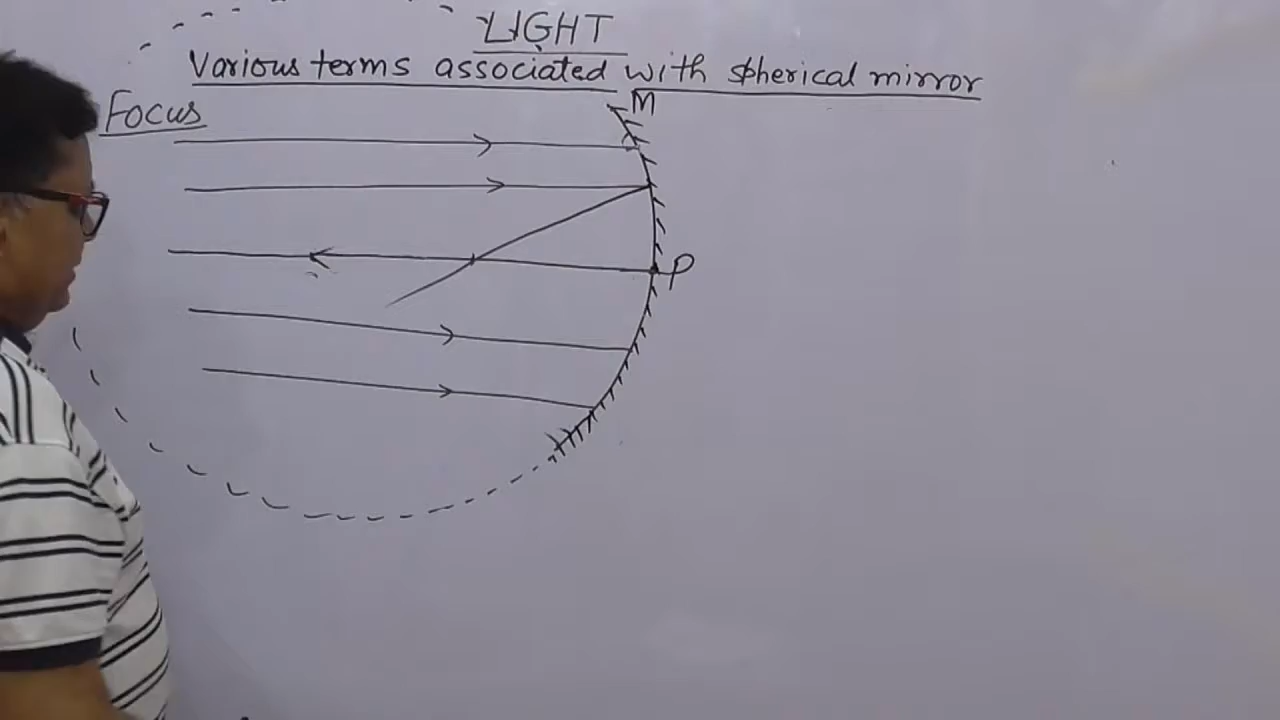 LIGHT
Various terms associated with spherical mirror
M
Focus
P